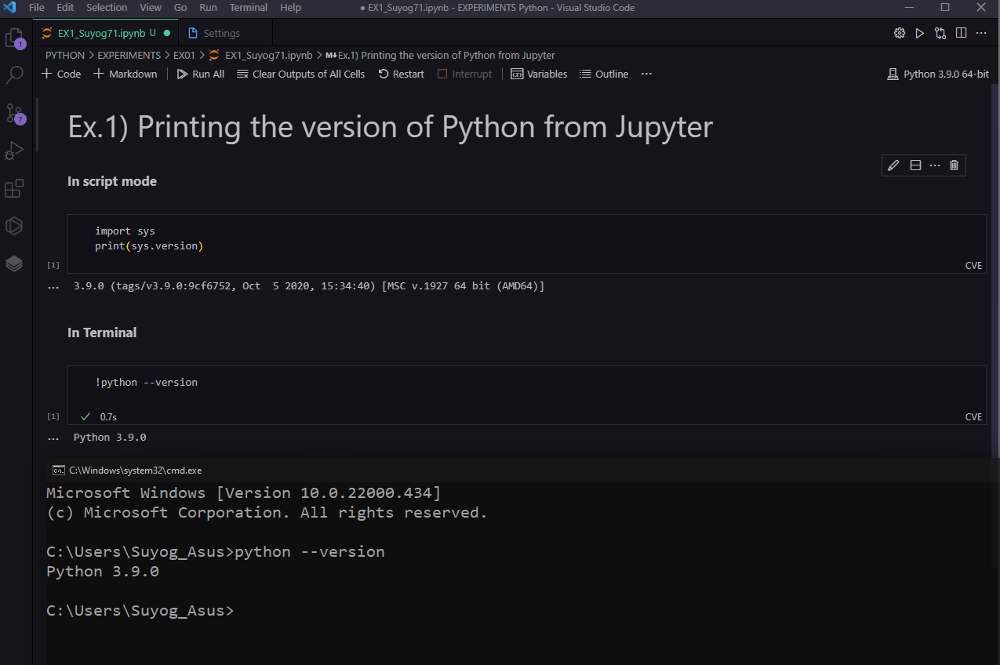 File Edit Selection View Go Run Terminal Help ● EX1_Suyog71.ipynb - EXPERIMENTS Python - Visual Studio Code
1
EX1_Suyog71.ipynb U ● Settings
PYTHON > EXPERIMENTS > EX01 > EX1_Suyog71.ipynb > M↓Ex.1) Printing the version of Python from Jupyter
+ Code + Markdown Run All Clear Outputs of All Cells Restart Interrupt Variables Outline ··· Python 3.9.0 64-bit
7
Ex.1) Printing the version of Python from Jupyter
In script mode
import sys
print(sys.version)
[1]
CVE
... 3.9.0 (tags/v3.9.0:9cf6752, Oct  5 2020, 15:34:40) [MSC v.1927 64 bit (AMD64)]
In Terminal
!python --version
[1] ✓ 0.7s
CVE
... Python 3.9.0
C:\Windows\system32\cmd.exe
Microsoft Windows [Version 10.0.22000.434]
(c) Microsoft Corporation. All rights reserved.
C:\Users\Suyog_Asus>python --version
Python 3.9.0
C:\Users\Suyog_Asus>